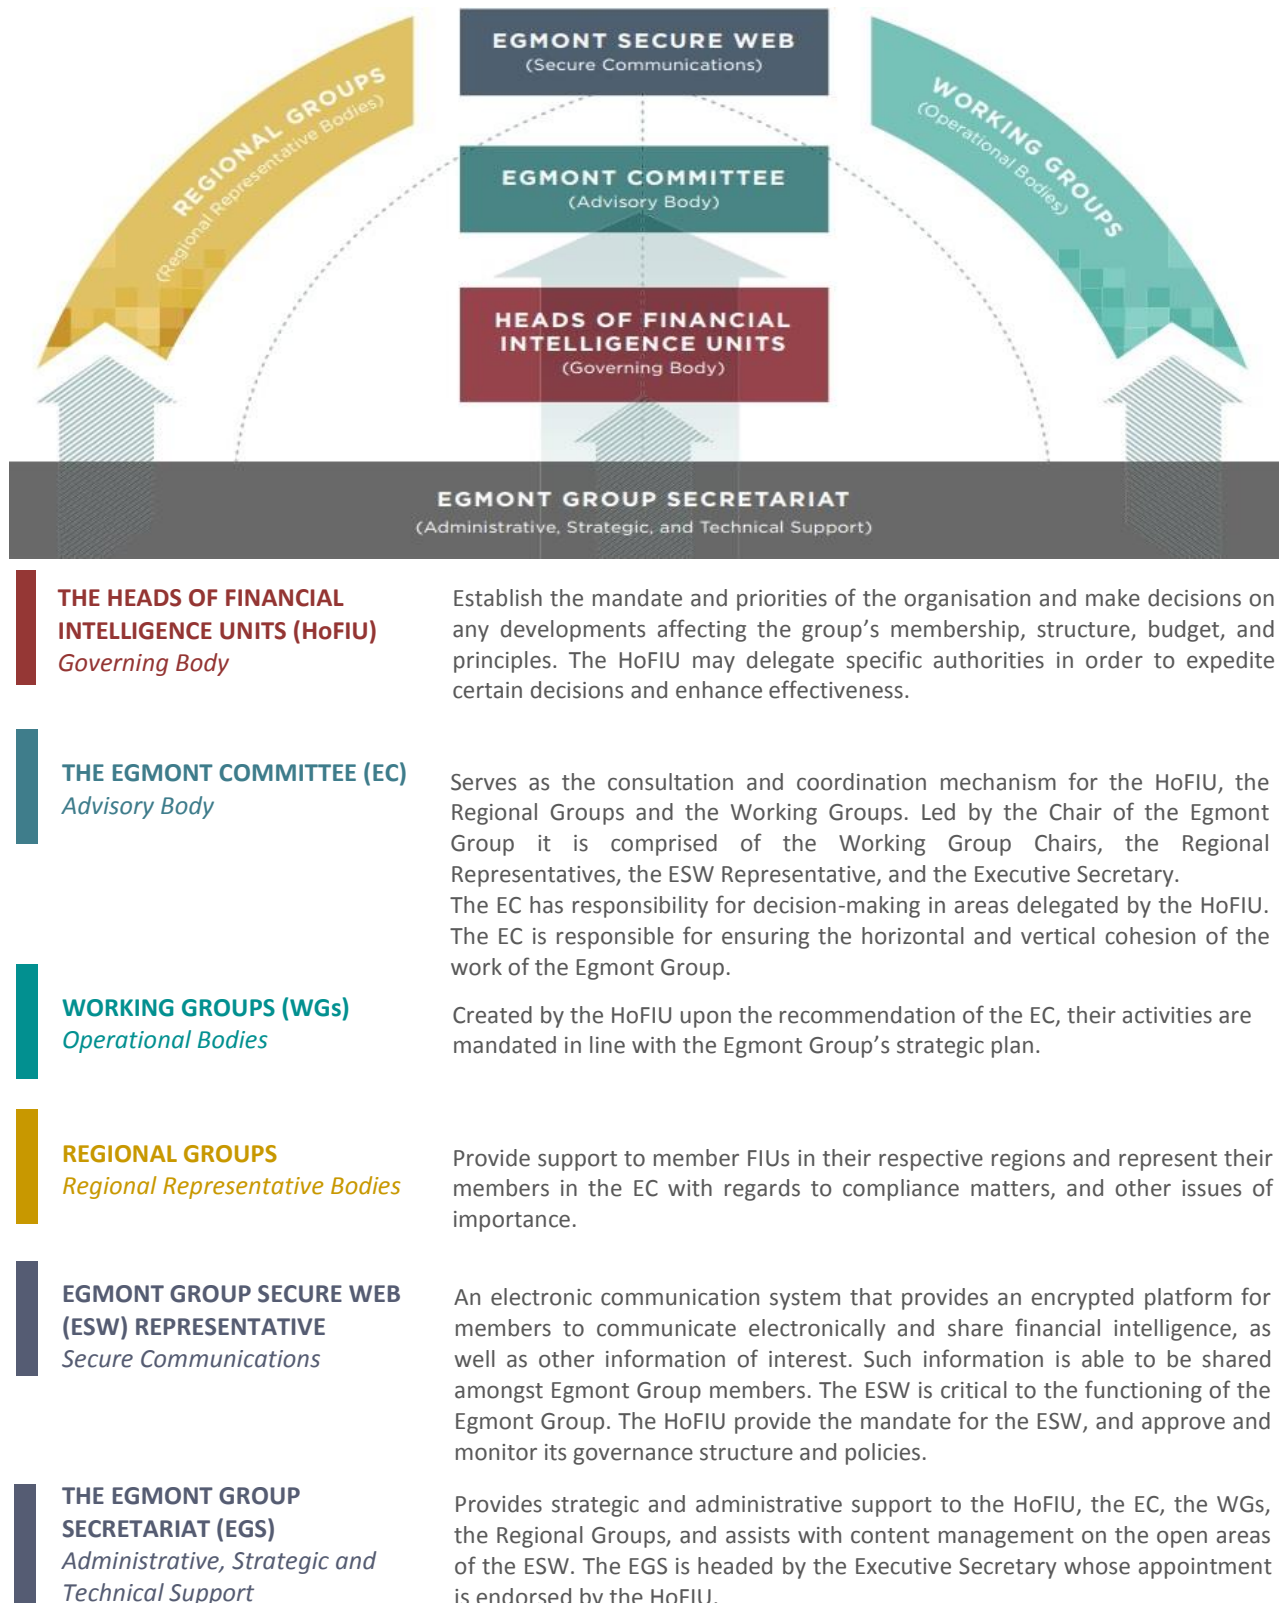 EGMONT SECURE WEB
(Secure Communications)
REGIONAL GROUPS
(Regional Representative Bodies)
WORKING GROUPS
(Operational Bodies)
EGMONT COMMITTEE
(Advisory Body)
HEADS OF FINANCIAL
INTELLIGENCE UNITS
(Governing Body)
EGMONT GROUP SECRETARIAT
(Administrative, Strategic, and Technical Support)
THE HEADS OF FINANCIAL
INTELLIGENCE UNITS (HoFIU)
Governing Body
Establish the mandate and priorities of the organisation and make decisions on
any developments affecting the group's membership, structure, budget, and
principles. The HoFIU may delegate specific authorities in order to expedite
certain decisions and enhance effectiveness.
THE EGMONT COMMITTEE (EC)
Advisory Body
Serves as the consultation and coordination mechanism for the HoFIU, the
Regional Groups and the Working Groups. Led by the Chair of the Egmont
Group it is comprised of the Working Group Chairs, the Regional
Representatives, the ESW Representative, and the Executive Secretary.
The EC has responsibility for decision-making in areas delegated by the HoFIU.
The EC is responsible for ensuring the horizontal and vertical cohesion of the
work of the Egmont Group.
WORKING GROUPS (WGs)
Operational Bodies
Created by the HoFIU upon the recommendation of the EC, their activities are
mandated in line with the Egmont Group's strategic plan.
REGIONAL GROUPS
Regional Representative Bodies
Provide support to member FIUs in their respective regions and represent their
members in the EC with regards to compliance matters, and other issues of
importance.
EGMONT GROUP SECURE WEB
(ESW) REPRESENTATIVE
Secure Communications
An electronic communication system that provides an encrypted platform for
members to communicate electronically and share financial intelligence, as
well as other information of interest. Such information is able to be shared
amongst Egmont Group members. The ESW is critical to the functioning of the
Egmont Group. The HoFIU provide the mandate for the ESW, and approve and
monitor its governance structure and policies.
THE EGMONT GROUP
SECRETARIAT (EGS)
Administrative, Strategic and
Technical Support
Provides strategic and administrative support to the HoFIU, the EC, the WGs,
the Regional Groups, and assists with content management on the open areas
of the ESW. The EGS is headed by the Executive Secretary whose appointment
is endorsed by the HoFIU.